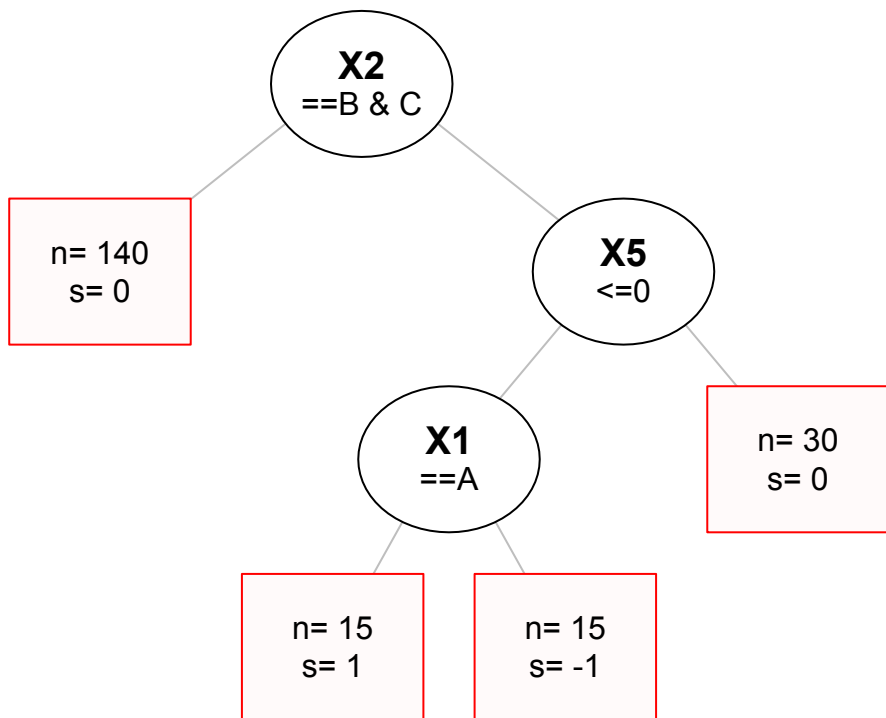 X2
==B & C
n= 140
s= 0
X5
<=0
X1
==A
n= 30
s= 0
n= 15
s= 1
n= 15
s= -1